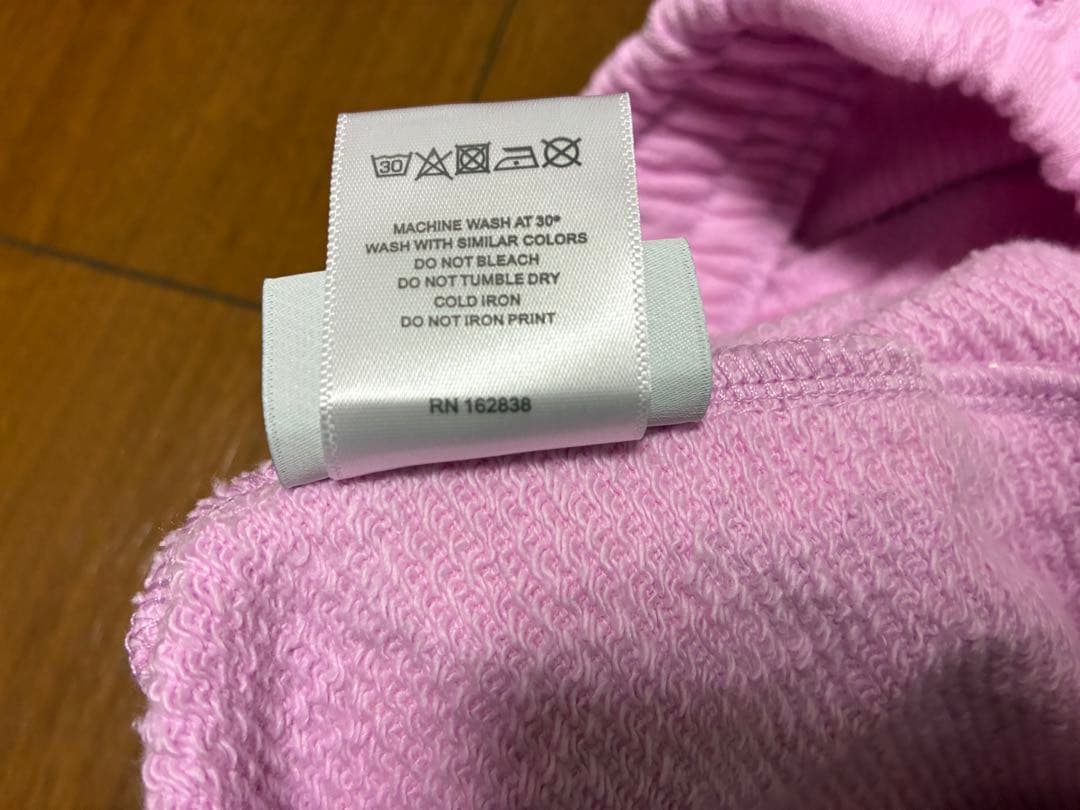 30
MACHINE WASH AT 30°
WASH WITH SIMILAR COLORS
DO NOT BLEACH
DO NOT TUMBLE DRY
COLD IRON
DO NOT IRON PRINT
RN 162838